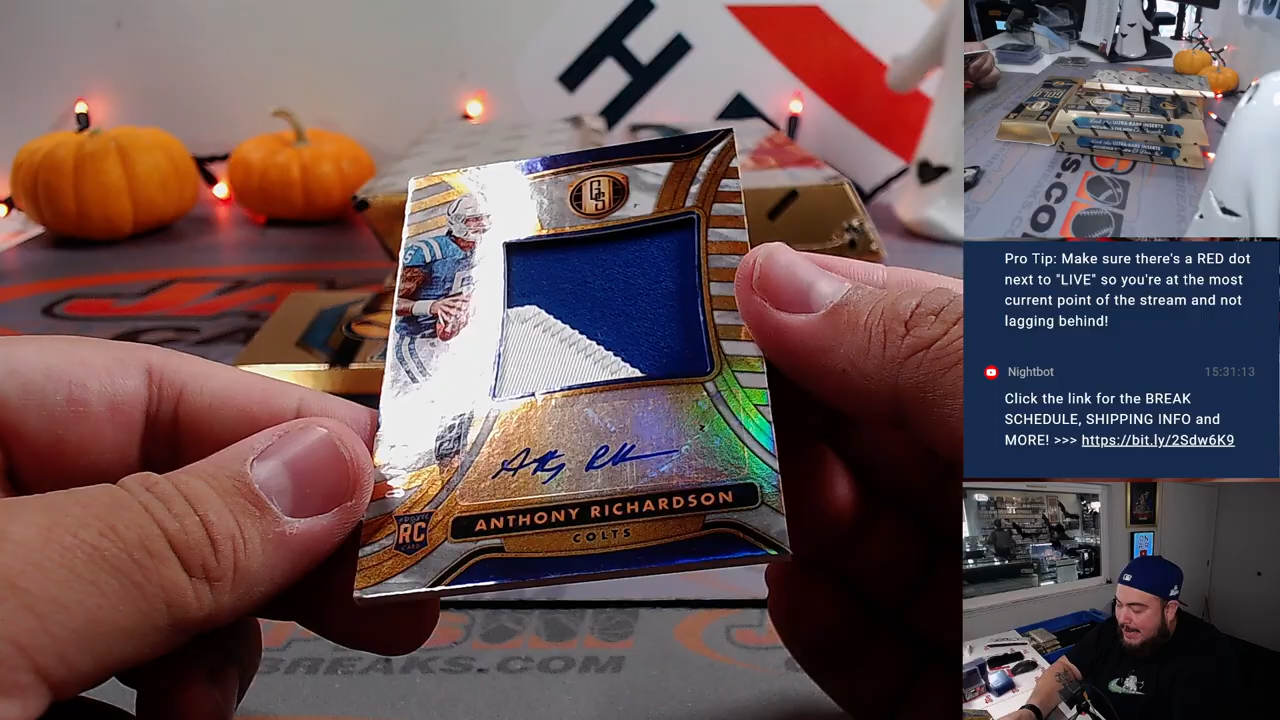 GS
ANTHONY RICHARDSON
COLTS
RC
BREAKS.COM
Pro Tip: Make sure there's a RED dot
next to "LIVE" so you're at the most
current point of the stream and not
lagging behind!
Nightbot
15:31:13
Click the link for the BREAK
SCHEDULE, SHIPPING INFO and
MORE! >>> https://bit.ly/2Sdw6K9